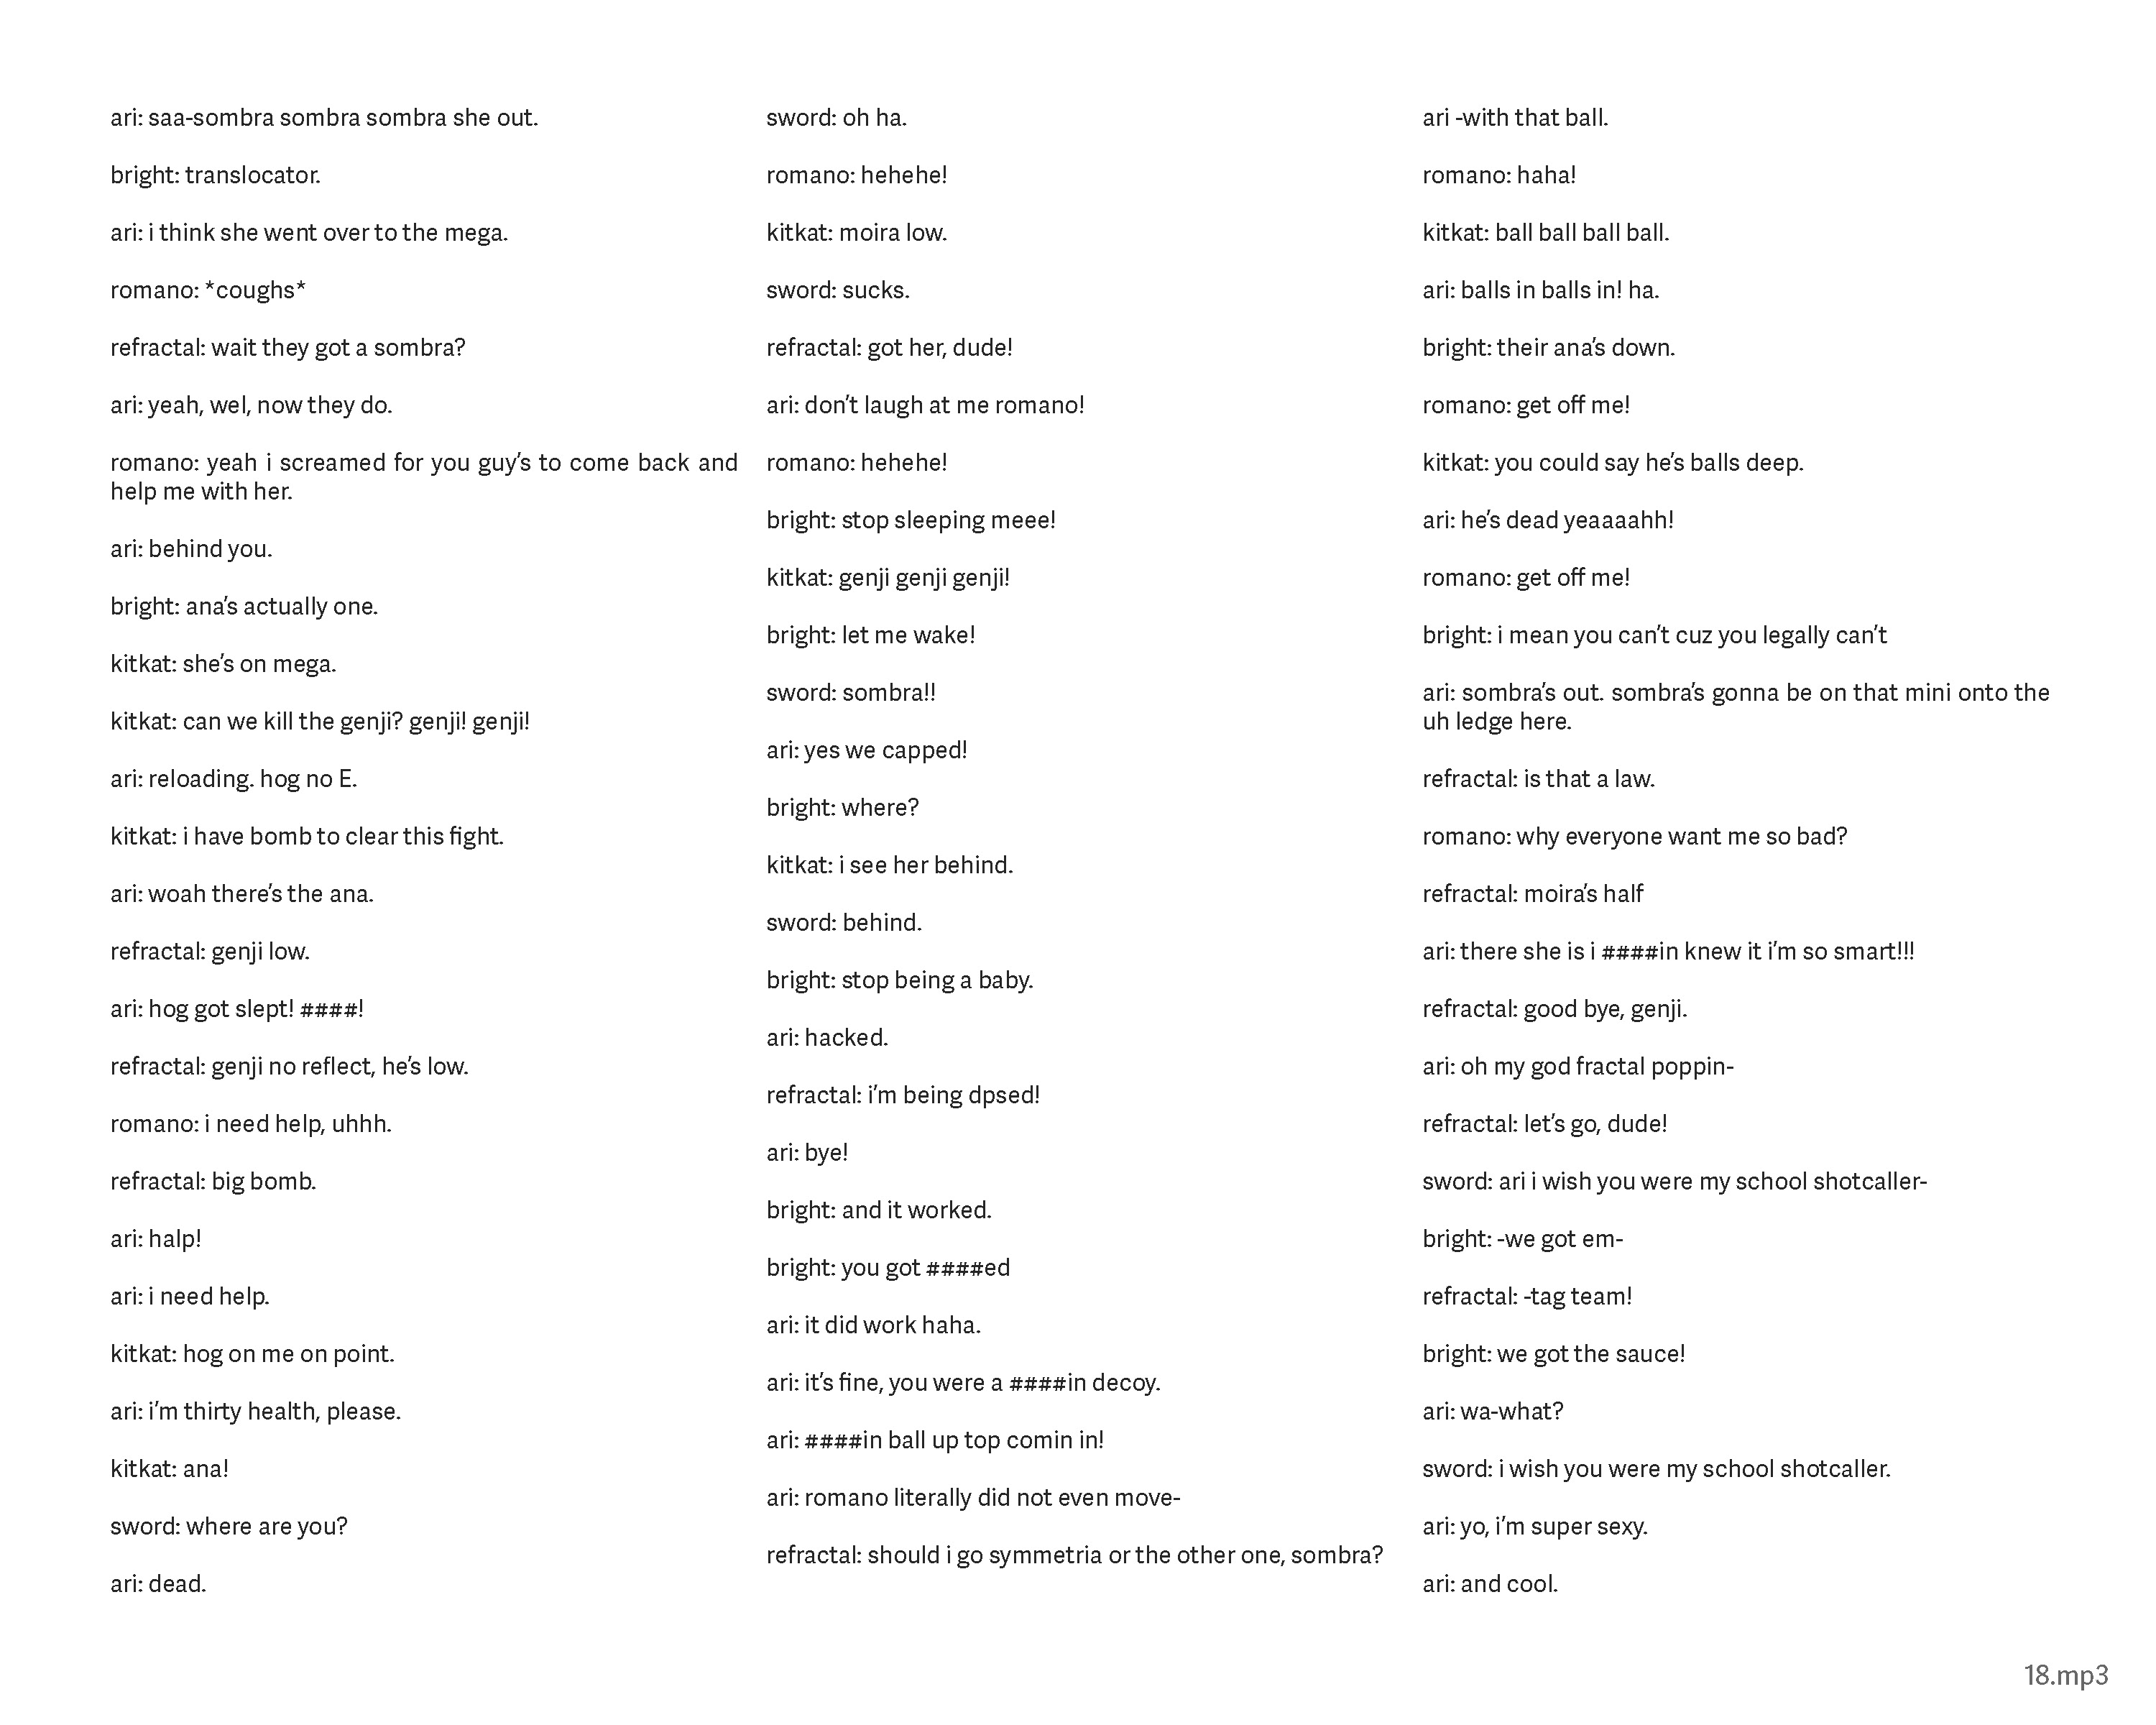 ari: saa-sombra sombra sombra she out.
bright: translocator.
ari: i think she went over to the mega.
romano: *coughs*
refractal: wait they got a sombra?
ari: yeah, wel, now they do.
romano: yeah i screamed for you guy's to come back and
help me with her.
ari: behind you.
bright: ana's actually one.
kitkat: she's on mega.
kitkat: can we kill the genji? genji! genji!
ari: reloading. hog no E.
kitkat: i have bomb to clear this fight.
ari: woah there's the ana.
refractal: genji low.
ari: hog got slept! ####!
refractal: genji no reflect, he's low.
romano: i need help, uhhh.
refractal: big bomb.
ari: halp!
ari: i need help.
kitkat: hog on me on point.
ari: i'm thirty health, please.
kitkat: ana!
sword: where are you?
ari: dead.
sword: oh ha.
romano: hehehe!
kitkat: moira low.
sword: sucks.
refractal: got her, dude!
ari: don't laugh at me romano!
romano: hehehe!
bright: stop sleeping meee!
kitkat: genji genji genji!
bright: let me wake!
sword: sombra!!
ari: yes we capped!
bright: where?
kitkat: i see her behind.
sword: behind.
bright: stop being a baby.
ari: hacked.
refractal: i'm being dpsed!
ari: bye!
bright: and it worked.
bright: you got ####ed
ari: it did work haha.
ari: it's fine, you were a ####in decoy.
ari: ####in ball up top comin in!
ari: romano literally did not even move-
refractal: should i go symmetria or the other one, sombra?
ari -with that ball.
romano: haha!
kitkat: ball ball ball ball.
ari: balls in balls in! ha.
bright: their ana's down.
romano: get off me!
kitkat: you could say he's balls deep.
ari: he's dead yeaaaahh!
romano: get off me!
bright: i mean you can't cuz you legally can't
ari: sombra's out. sombra's gonna be on that mini onto the
uh ledge here.
refractal: is that a law.
romano: why everyone want me so bad?
refractal: moira's half
ari: there she is i ####in knew it i'm so smart!!!
refractal: good bye, genji.
ari: oh my god fractal poppin-
refractal: let's go, dude!
sword: ari i wish you were my school shotcaller-
bright: -we got em-
refractal: -tag team!
bright: we got the sauce!
ari: wa-what?
sword: i wish you were my school shotcaller.
ari: yo, i'm super sexy.
ari: and cool.
18.mp3